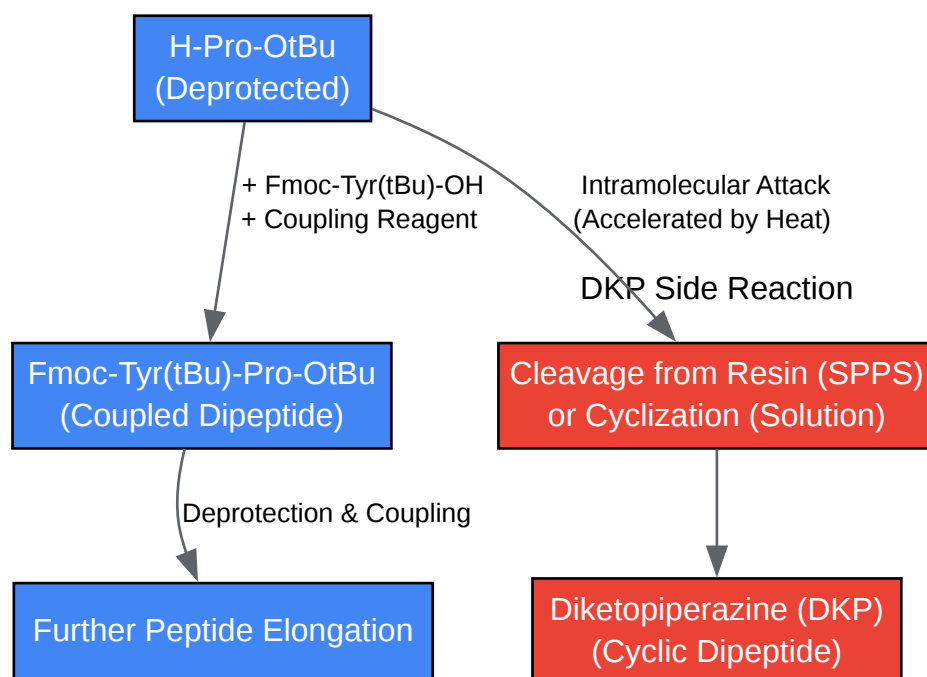 H-Pro-OtBu
(Deprotected)
+ Fmoc-Tyr(tBu)-OH
+ Coupling Reagent
Intramolecular Attack
(Accelerated by Heat)
DKP Side Reaction
Fmoc-Tyr(tBu)-Pro-OtBu
(Coupled Dipeptide)
Cleavage from Resin (SPPS)
or Cyclization (Solution)
Deprotection & Coupling
Further Peptide Elongation
Diketopiperazine (DKP)
(Cyclic Dipeptide)